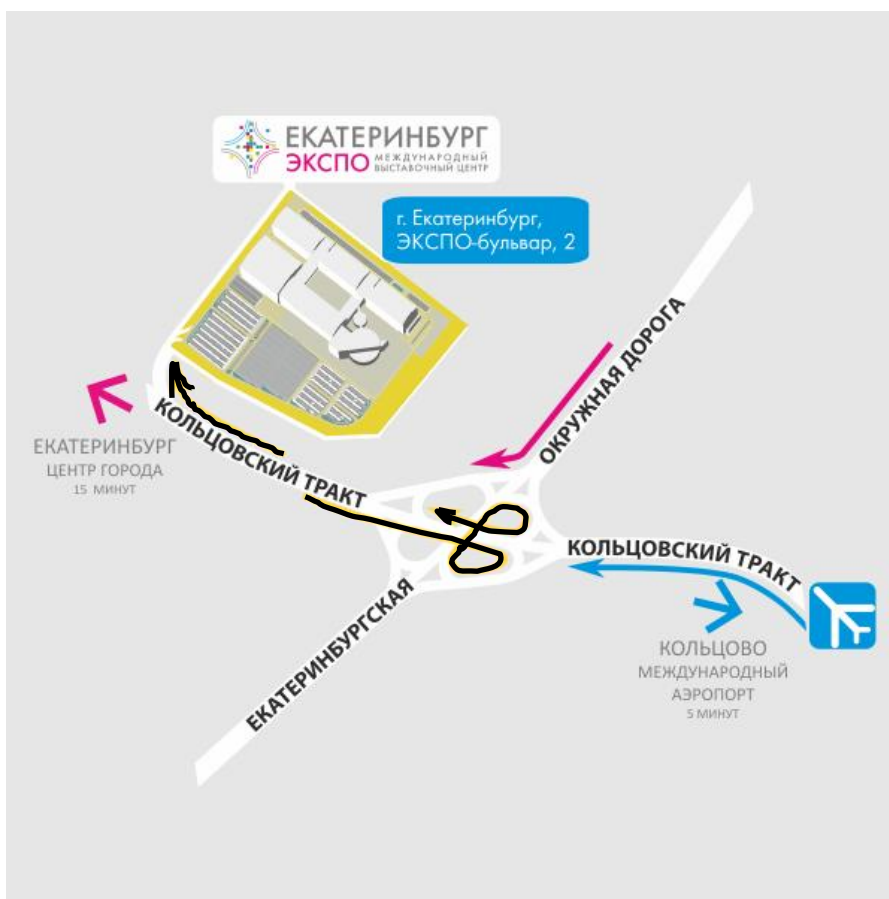 ЕКАТЕРИНБУРГ
ЭКСПО МЕЖДУНАРОДНЫЙ
ВЫСТАВОЧНЫЙ ЦЕНТР
г. Екатеринбург,
ЭКСПО-бульвар, 2
ОКРУЖНАЯ ДОРОГА
КОЛЬЦОВСКИЙ ТРАКТ
ЕКАТЕРИНБУРГ
ЦЕНТР ГОРОДА
15 МИНУТ
КОЛЬЦОВСКИЙ ТРАКТ
ЕКАТЕРИНБУРГСКАЯ
КОЛЬЦОВО
МЕЖДУНАРОДНЫЙ
АЭРОПОРТ
5 МИНУТ